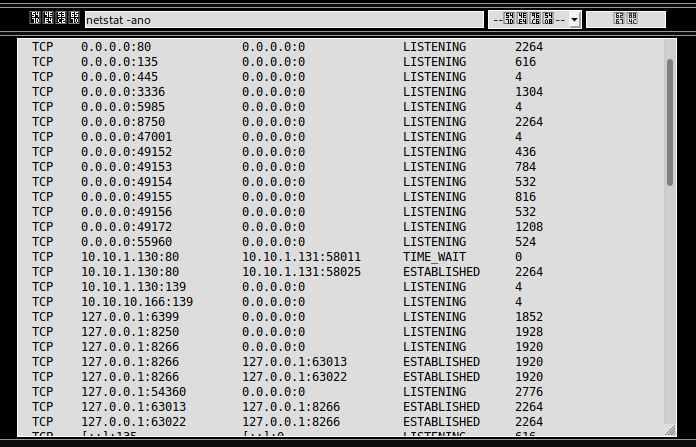 netstat -ano
TCP 0.0.0.0:80 0.0.0.0:0 LISTENING 2264
TCP 0.0.0.0:135 0.0.0.0:0 LISTENING 616
TCP 0.0.0.0:445 0.0.0.0:0 LISTENING 4
TCP 0.0.0.0:3336 0.0.0.0:0 LISTENING 1304
TCP 0.0.0.0:5985 0.0.0.0:0 LISTENING 4
TCP 0.0.0.0:8750 0.0.0.0:0 LISTENING 2264
TCP 0.0.0.0:47001 0.0.0.0:0 LISTENING 4
TCP 0.0.0.0:49152 0.0.0.0:0 LISTENING 436
TCP 0.0.0.0:49153 0.0.0.0:0 LISTENING 784
TCP 0.0.0.0:49154 0.0.0.0:0 LISTENING 532
TCP 0.0.0.0:49155 0.0.0.0:0 LISTENING 816
TCP 0.0.0.0:49156 0.0.0.0:0 LISTENING 532
TCP 0.0.0.0:49172 0.0.0.0:0 LISTENING 1208
TCP 0.0.0.0:55960 0.0.0.0:0 LISTENING 524
TCP 10.10.1.130:80 10.10.1.131:58011 TIME_WAIT 0
TCP 10.10.1.130:80 10.10.1.131:58025 ESTABLISHED 2264
TCP 10.10.1.130:139 0.0.0.0:0 LISTENING 4
TCP 10.10.10.166:139 0.0.0.0:0 LISTENING 4
TCP 127.0.0.1:6399 0.0.0.0:0 LISTENING 1852
TCP 127.0.0.1:8250 0.0.0.0:0 LISTENING 1928
TCP 127.0.0.1:8266 0.0.0.0:0 LISTENING 1920
TCP 127.0.0.1:8266 127.0.0.1:63013 ESTABLISHED 1920
TCP 127.0.0.1:8266 127.0.0.1:63022 ESTABLISHED 1920
TCP 127.0.0.1:54360 0.0.0.0:0 LISTENING 2776
TCP 127.0.0.1:63013 127.0.0.1:8266 ESTABLISHED 2264
TCP 127.0.0.1:63022 127.0.0.1:8266 ESTABLISHED 2264